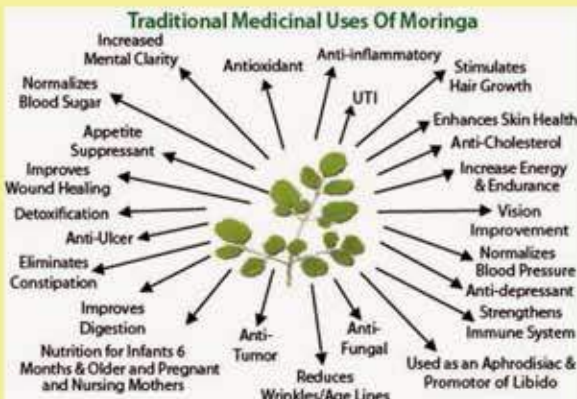 Traditional Medicinal Uses Of Moringa
Increased
Mental Clarity
Antioxidant
Anti-inflammatory
Stimulates
Hair Growth
Normalizes
Blood Sugar
UTI
Enhances Skin Health
Appetite
Suppressant
Anti-Cholesterol
Improves
Wound Healing
Increase Energy
& Endurance
Detoxification
Vision
Improvement
Anti-Ulcer
Normalizes
Blood Pressure
Eliminates
Constipation
Anti-depressant
Improves
Digestion
Strengthens
Immune System
Anti-
Tumor
Anti-
Fungal
Nutrition for Infants 6
Months & Older and Pregnant
and Nursing Mothers
Reduces
Wrinkles/Age Lines
Used as an Aphrodisiac &
Promotor of Libido